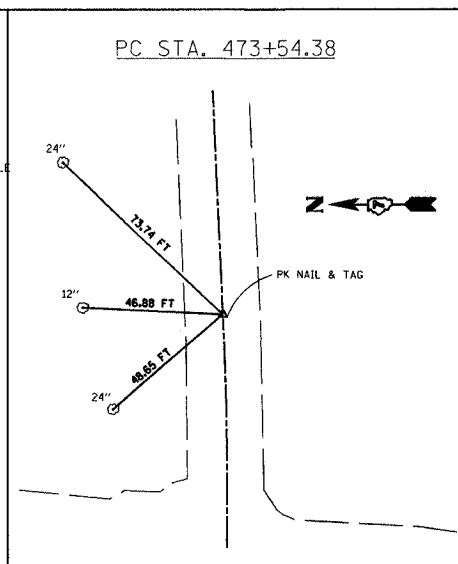 PC STA. 473+54.38
24"
LE
73.74 FT
N
PK NAIL & TAG
12"
46.88 FT
48.65 FT
24"